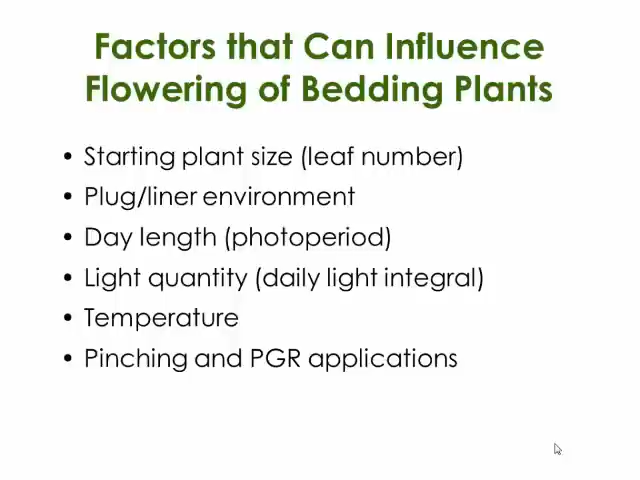 Factors that Can Influence
Flowering of Bedding Plants
• Starting plant size (leaf number)
• Plug/liner environment
• Day length (photoperiod)
• Light quantity (daily light integral)
• Temperature
• Pinching and PGR applications